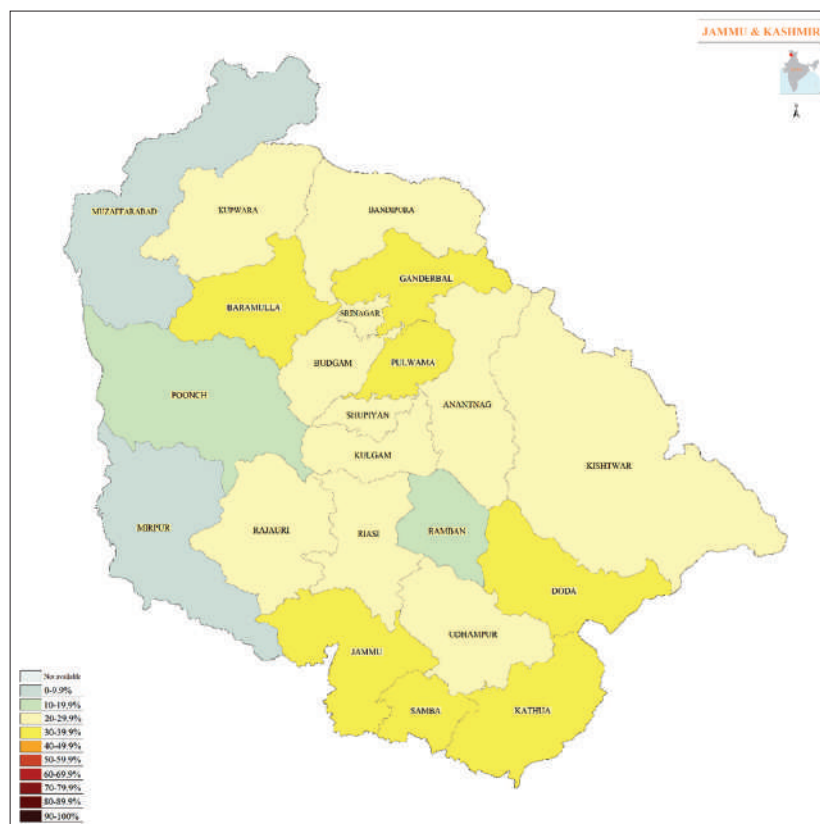 JAMMU & KASHMIR
MUZAFFARABAD
KUPWARA
BANDIPORA
GANDERBAL
BARAMULLA
SRINAGAR
BUDGAM
PULWAMA
POONCH
ANANTNAG
SHUPIYAN
KULGAM
KISHTWAR
MIRPUR
RAJAURI
RIASI
RAMBAN
DODA
UDHAMPUR
JAMMU
SAMBA
KATHUA
Not available
0-9.9%
10-19.9%
20-29.9%
30-39.9%
40-49.9%
50-59.9%
60-69.9%
70-79.9%
80-89.9%
90-100%